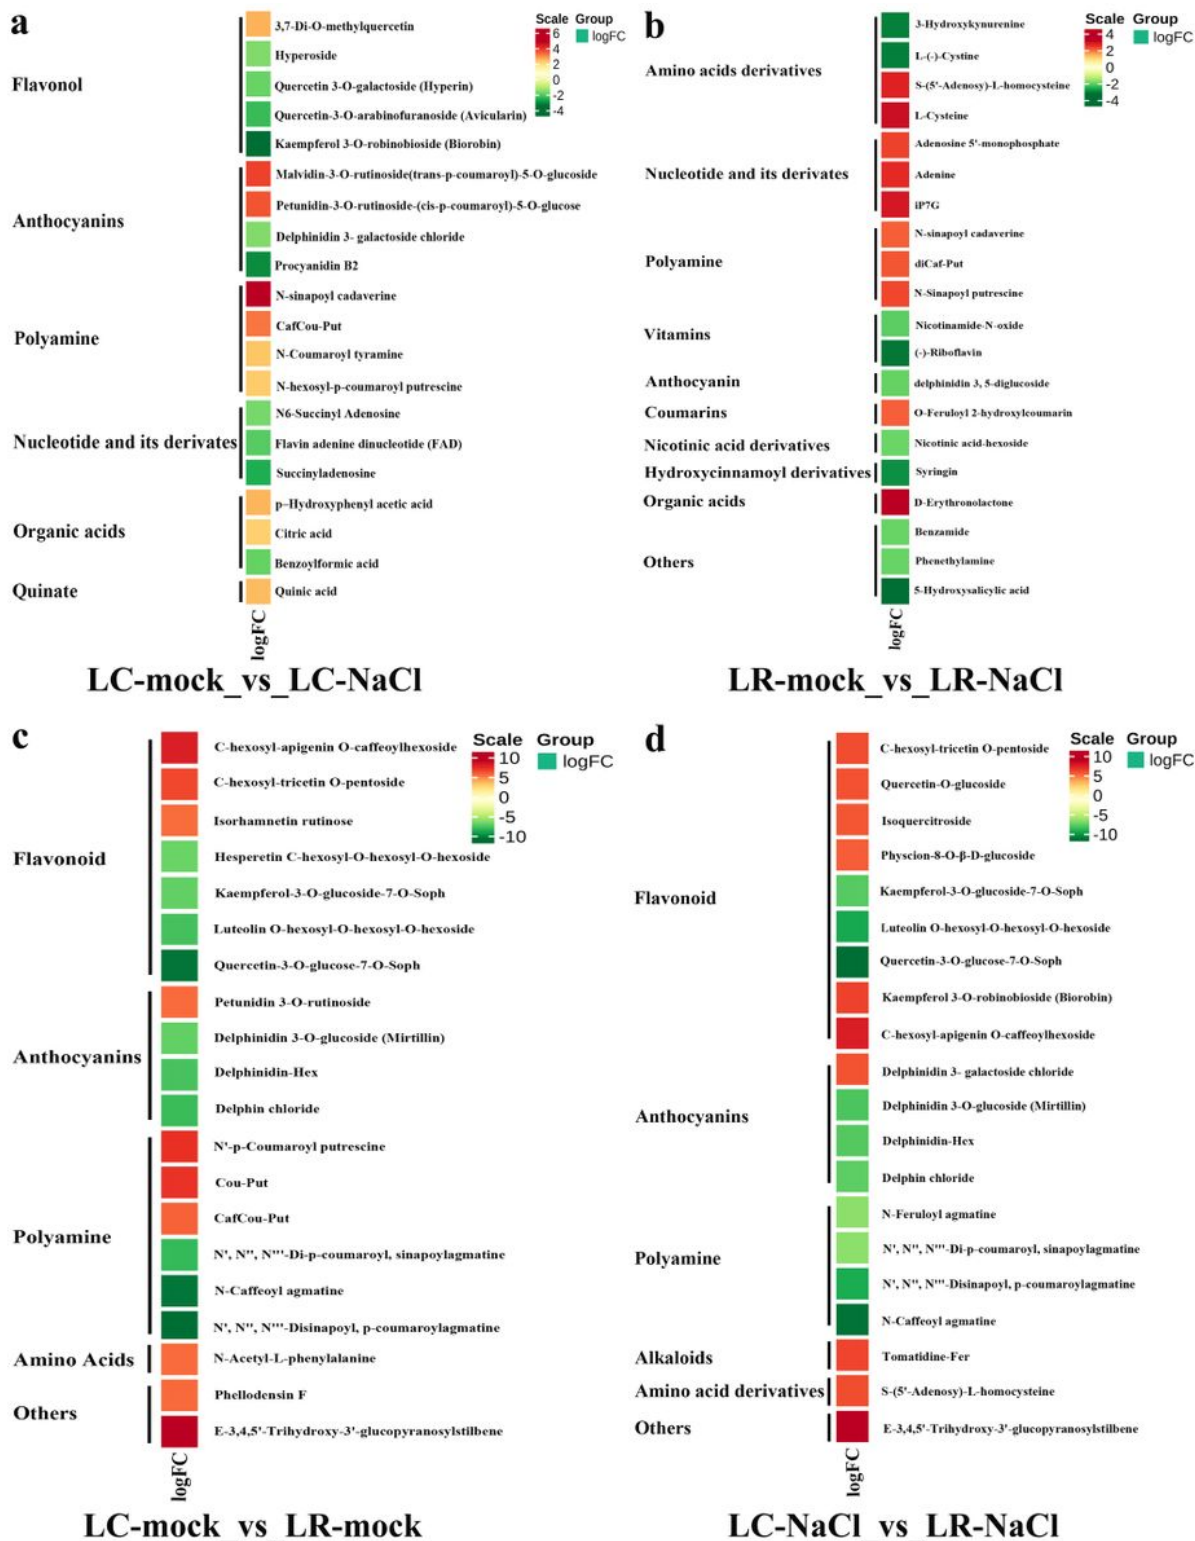 a
Scale Group
6
4
2
0
-2
-4
logFC
Flavonol
3,7-Di-O-methylquercetin
Hyperoside
Quercetin 3-O-galactoside (Hyperin)
Quercetin-3-O-arabinofuranoside (Avicularin)
Kaempferol 3-O-robinobioside (Biorobin)
Anthocyanins
Malvidin-3-O-rutinoside(trans-p-coumaroyl)-5-O-glucoside
Petunidin-3-O-rutinoside-(cis-p-coumaroyl)-5-O-glucose
Delphinidin 3- galactoside chloride
Procyanidin B2
Polyamine
N-sinapoyl cadaverine
CafCou-Put
N-Coumaroyl tyramine
N-hexosyl-p-coumaroyl putrescine
Nucleotide and its derivates
N6-Succinyl Adenosine
Flavin adenine dinucleotide (FAD)
Succinyladenosine
Organic acids
p–Hydroxyphenyl acetic acid
Citric acid
Benzoylformic acid
Quinate
Quinic acid
logFC
LC-mock_vs_LC-NaCl
b
Scale Group
4
2
0
-2
-4
logFC
Amino acids derivatives
3-Hydroxykynurenine
L-(-)-Cystine
S-(5'-Adenosy)-L-homocysteine
L-Cysteine
Nucleotide and its derivates
Adenosine 5'-monophosphate
Adenine
iP7G
Polyamine
N-sinapoyl cadaverine
diCaf-Put
N-Sinapoyl putrescine
Vitamins
Nicotinamide-N-oxide
(-)-Riboflavin
Anthocyanin
delphinidin 3, 5-diglucoside
Coumarins
O-Feruloyl 2-hydroxylcoumarin
Nicotinic acid derivatives
Nicotinic acid-hexoside
Hydroxycinnamoyl derivatives
Syringin
Organic acids
D-Erythronolactone
Others
Benzamide
Phenethylamine
5-Hydroxysalicylic acid
logFC
LR-mock_vs_LR-NaCl
c
Scale Group
10
5
0
-5
-10
logFC
Flavonoid
C-hexosyl-apigenin O-caffeoylhexoside
C-hexosyl-tricetin O-pentoside
Isorhamnetin rutinose
Hesperetin C-hexosyl-O-hexosyl-O-hexoside
Kaempferol-3-O-glucoside-7-O-Soph
Luteolin O-hexosyl-O-hexosyl-O-hexoside
Quercetin-3-O-glucose-7-O-Soph
Anthocyanins
Petunidin 3-O-rutinoside
Delphinidin 3-O-glucoside (Mirtillin)
Delphinidin-Hex
Delphin chloride
Polyamine
N'-p-Coumaroyl putrescine
Cou-Put
CafCou-Put
N', N'', N'''-Di-p-coumaroyl, sinapoylagmatine
N-Caffeoyl agmatine
N', N'', N'''-Disinapoyl, p-coumaroylagmatine
Amino Acids
N-Acetyl-L-phenylalanine
Others
Phellodensin F
E-3,4,5'-Trihydroxy-3'-glucopyranosylstilbene
logFC
LC-mock_vs_LR-mock
d
Scale Group
10
5
0
-5
-10
logFC
Flavonoid
C-hexosyl-tricetin O-pentoside
Quercetin-O-glucoside
Isoquercitroside
Physcion-8-O-β-D-glucoside
Kaempferol-3-O-glucoside-7-O-Soph
Luteolin O-hexosyl-O-hexosyl-O-hexoside
Quercetin-3-O-glucose-7-O-Soph
Kaempferol 3-O-robinobioside (Biorobin)
C-hexosyl-apigenin O-caffeoylhexoside
Anthocyanins
Delphinidin 3- galactoside chloride
Delphinidin 3-O-glucoside (Mirtillin)
Delphinidin-Hex
Delphin chloride
Polyamine
N-Feruloyl agmatine
N', N'', N'''-Di-p-coumaroyl, sinapoylagmatine
N', N'', N'''-Disinapoyl, p-coumaroylagmatine
N-Caffeoyl agmatine
Alkaloids
Tomatidine-Fer
Amino acid derivatives
S-(5'-Adenosy)-L-homocysteine
Others
E-3,4,5'-Trihydroxy-3'-glucopyranosylstilbene
logFC
LC-NaCl_vs_LR-NaCl